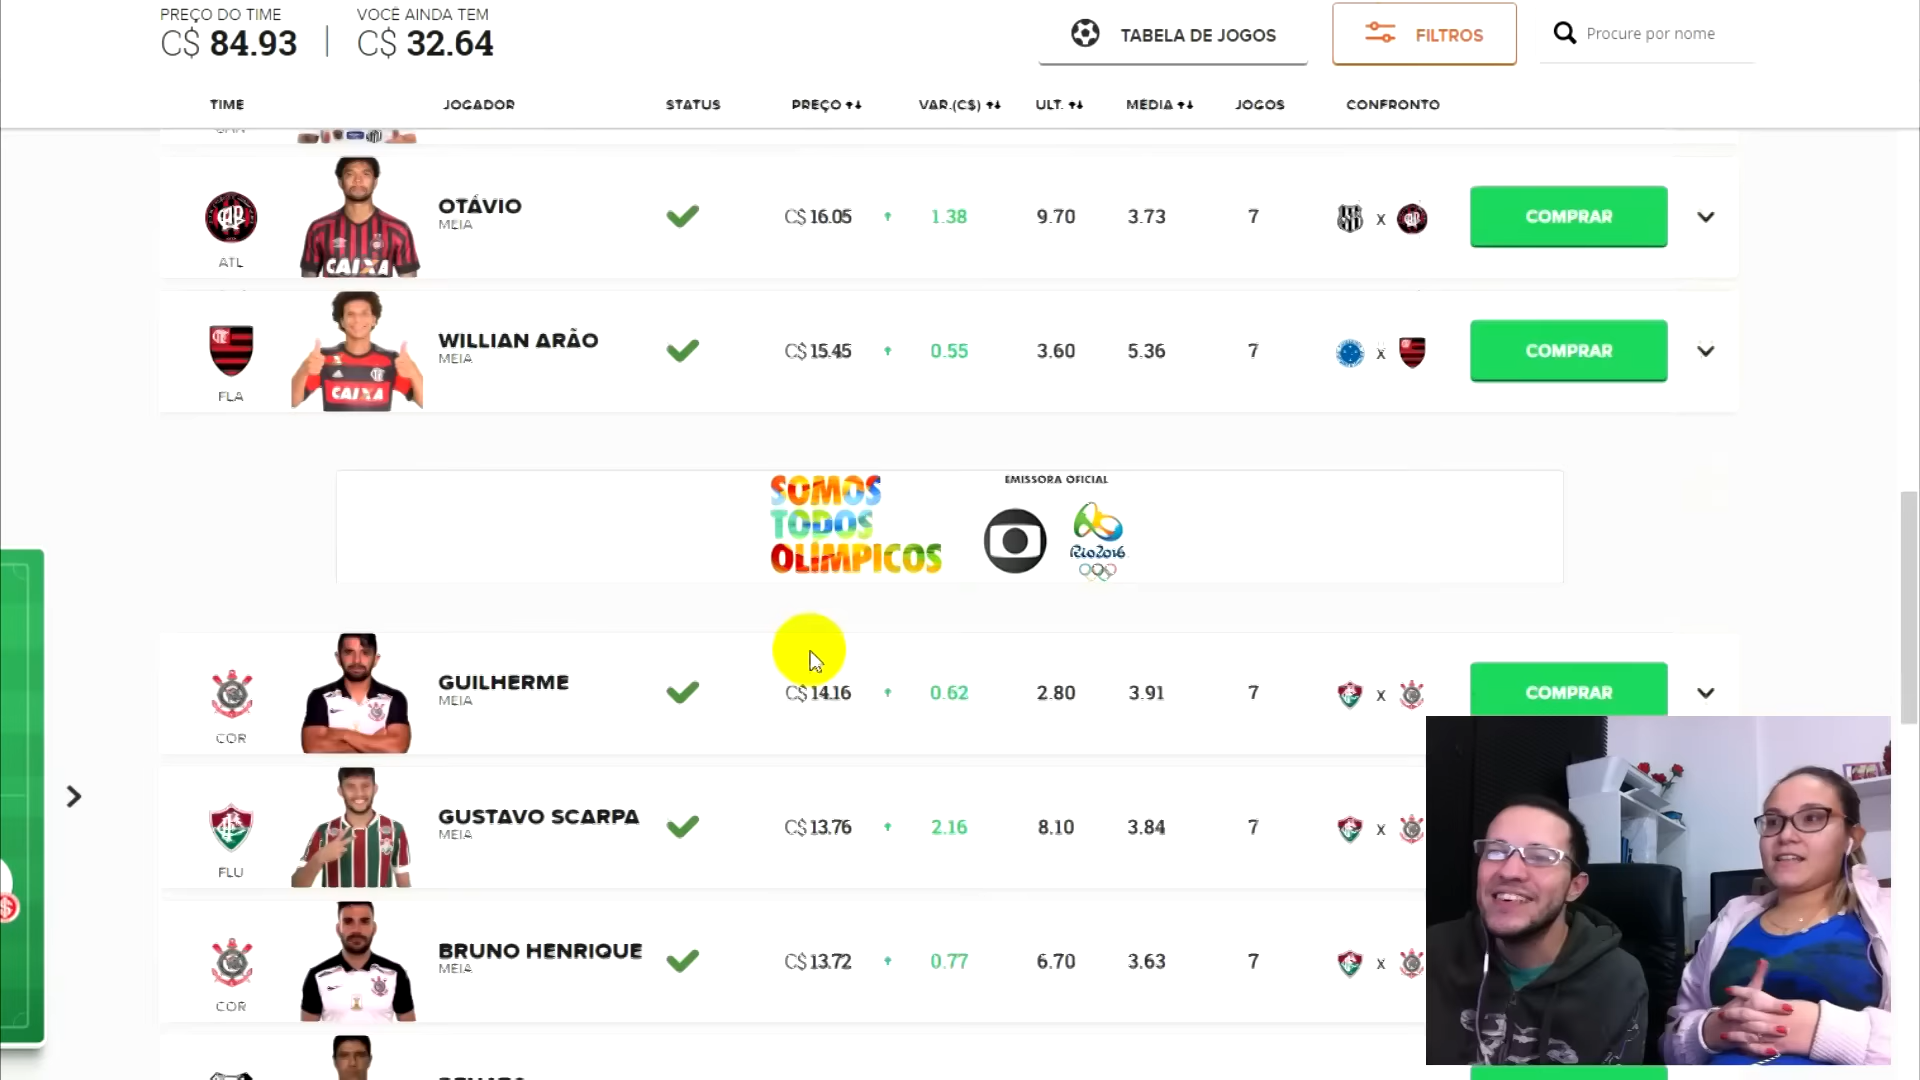 PREÇO DO TIME
C$ 84.93
VOCÊ AINDA TEM
C$ 32.64
TABELA DE JOGOS
FILTROS
Procure por nome
TIME JOGADOR STATUS PREÇO VAR.(C$) ULT. MÉDIA JOGOS CONFRONTO
OTÁVIO
MEIA
ATL
C$ 16.05 1.38 9.70 3.73 7 X COMPRAR
CAIXA
WILLIAN ARÃO
MEIA
FLA
C$ 15.45 0.55 3.60 5.36 7 X COMPRAR
CAIXA
SOMOS
TODOS
OLÍMPICOS
EMISSORA OFICIAL
Rio2016
GUILHERME
MEIA
COR
C$ 14.16 0.62 2.80 3.91 7 X COMPRAR
GUSTAVO SCARPA
MEIA
FLU
C$ 13.76 2.16 8.10 3.84 7 X
BRUNO HENRIQUE
MEIA
COR
C$ 13.72 0.77 6.70 3.63 7 X